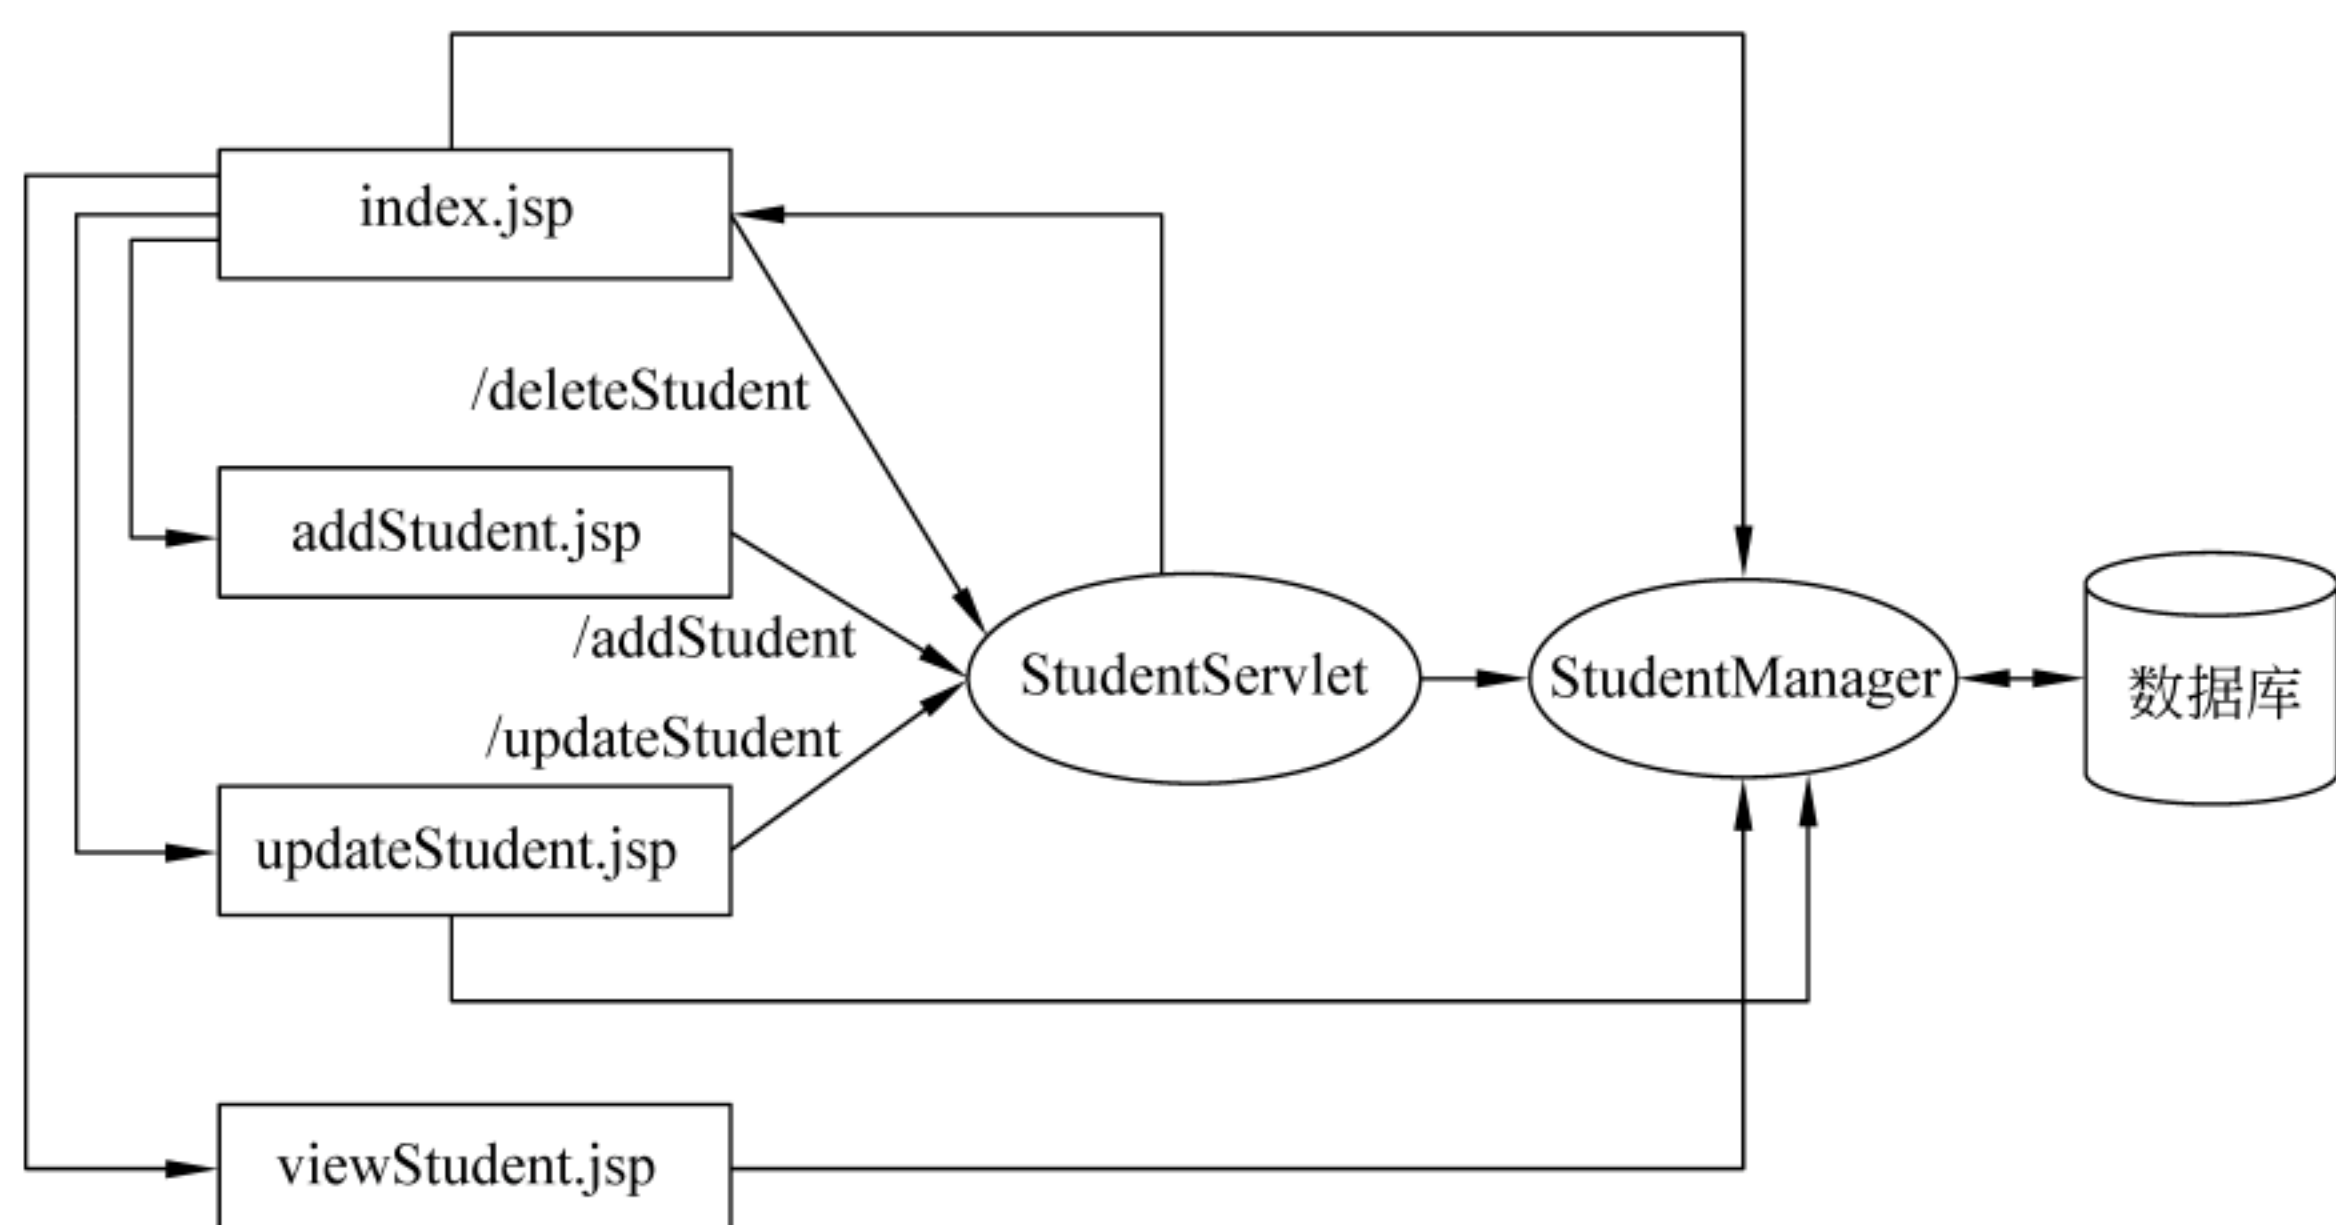 index.jsp
/deleteStudent
addStudent.jsp
/addStudent
StudentServlet
StudentManager
数据库
/updateStudent
updateStudent.jsp
viewStudent.jsp